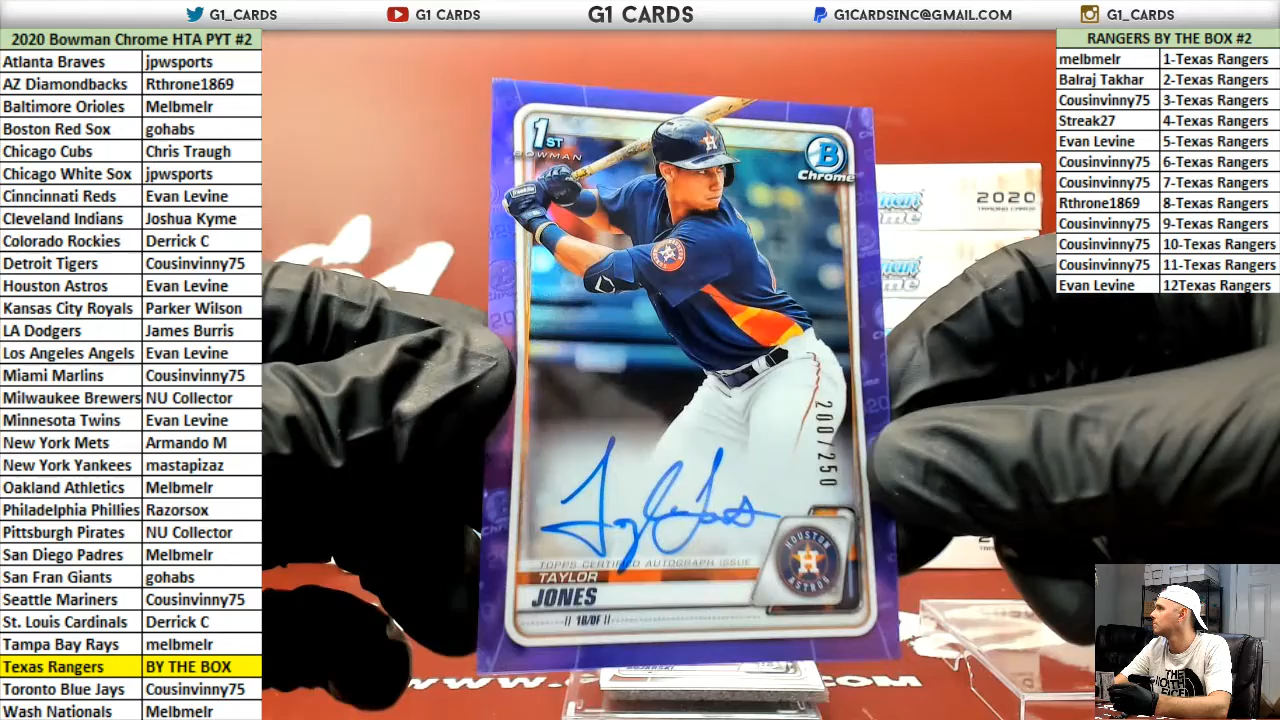 G1_CARDS
G1 CARDS
G1 CARDS
G1CARDSINC@GMAIL.COM
G1_CARDS
2020 Bowman Chrome HTA PYT #2
Atlanta Braves jpwsports
AZ Diamondbacks Rthrone1869
Baltimore Orioles Melbmelr
Boston Red Sox gohabs
Chicago Cubs Chris Traugh
Chicago White Sox jpwsports
Cinncinnati Reds Evan Levine
Cleveland Indians Joshua Kyme
Colorado Rockies Derrick C
Detroit Tigers Cousinvinny75
Houston Astros Evan Levine
Kansas City Royals Parker Wilson
LA Dodgers James Burris
Los Angeles Angels Evan Levine
Miami Marlins Cousinvinny75
Milwaukee Brewers NU Collector
Minnesota Twins Evan Levine
New York Mets Armando M
New York Yankees mastapizaz
Oakland Athletics Melbmelr
Philadelphia Phillies Razorsox
Pittsburgh Pirates NU Collector
San Diego Padres Melbmelr
San Fran Giants gohabs
Seattle Mariners Cousinvinny75
St. Louis Cardinals Derrick C
Tampa Bay Rays melbmelr
Texas Rangers BY THE BOX
Toronto Blue Jays Cousinvinny75
Wash Nationals Melbmelr
1ST
BOWMAN
B
Chrome
Franklin
200/250
TOPPS CERTIFIED AUTOGRAPH ISSUE
TAYLOR
JONES
1B/OF
HOUSTON
H
ASTROS
2020
RANGERS BY THE BOX #2
melbmelr 1-Texas Rangers
Balraj Takhar 2-Texas Rangers
Cousinvinny75 3-Texas Rangers
Streak27 4-Texas Rangers
Evan Levine 5-Texas Rangers
Cousinvinny75 6-Texas Rangers
Cousinvinny75 7-Texas Rangers
Rthrone1869 8-Texas Rangers
Cousinvinny75 9-Texas Rangers
Cousinvinny75 10-Texas Rangers
Cousinvinny75 11-Texas Rangers
Evan Levine 12Texas Rangers
THE